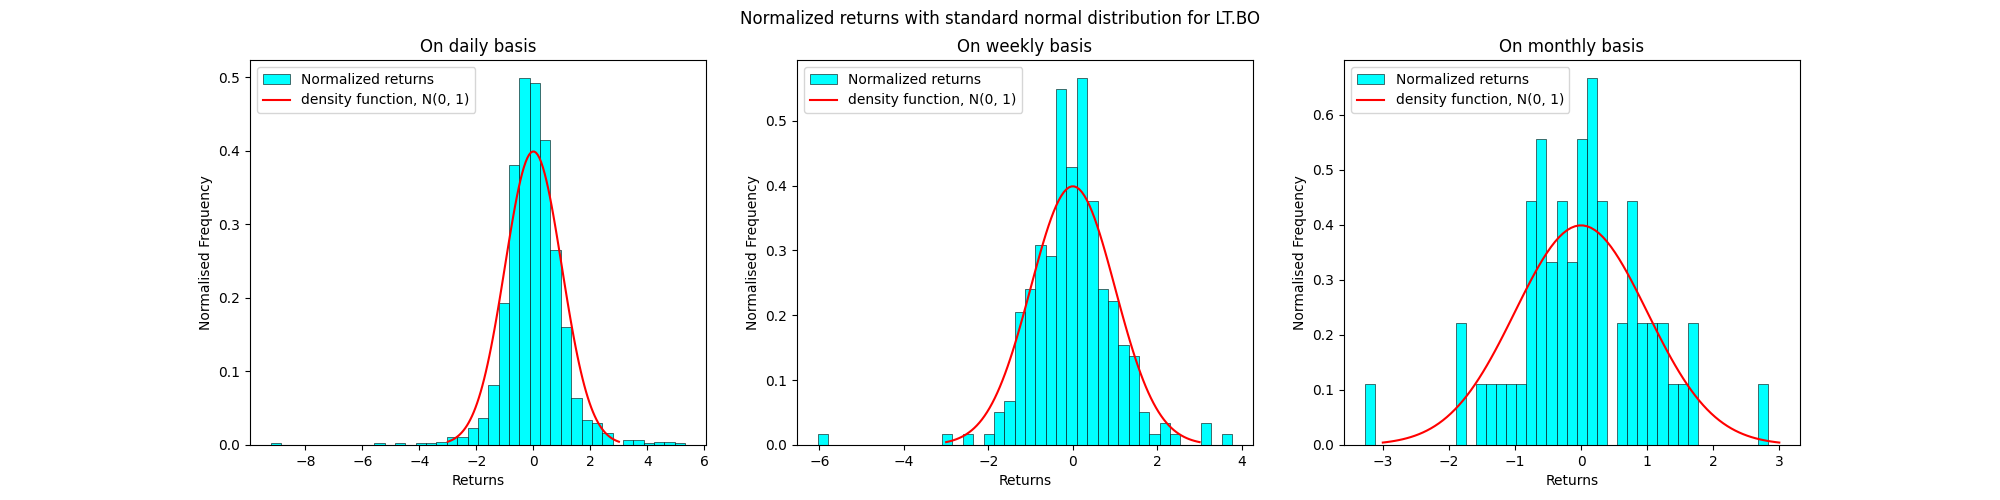 Normalized returns with standard normal distribution for LT.BO
On daily basis
Normalized returns
density function, N(0, 1)
Normalised Frequency
0.5
0.4
0.3
0.2
0.1
0.0
−8 −6 −4 −2 0 2 4 6
Returns
On weekly basis
Normalized returns
density function, N(0, 1)
Normalised Frequency
0.5
0.4
0.3
0.2
0.1
0.0
−6 −4 −2 0 2 4
Returns
On monthly basis
Normalized returns
density function, N(0, 1)
Normalised Frequency
0.6
0.5
0.4
0.3
0.2
0.1
0.0
−3 −2 −1 0 1 2 3
Returns